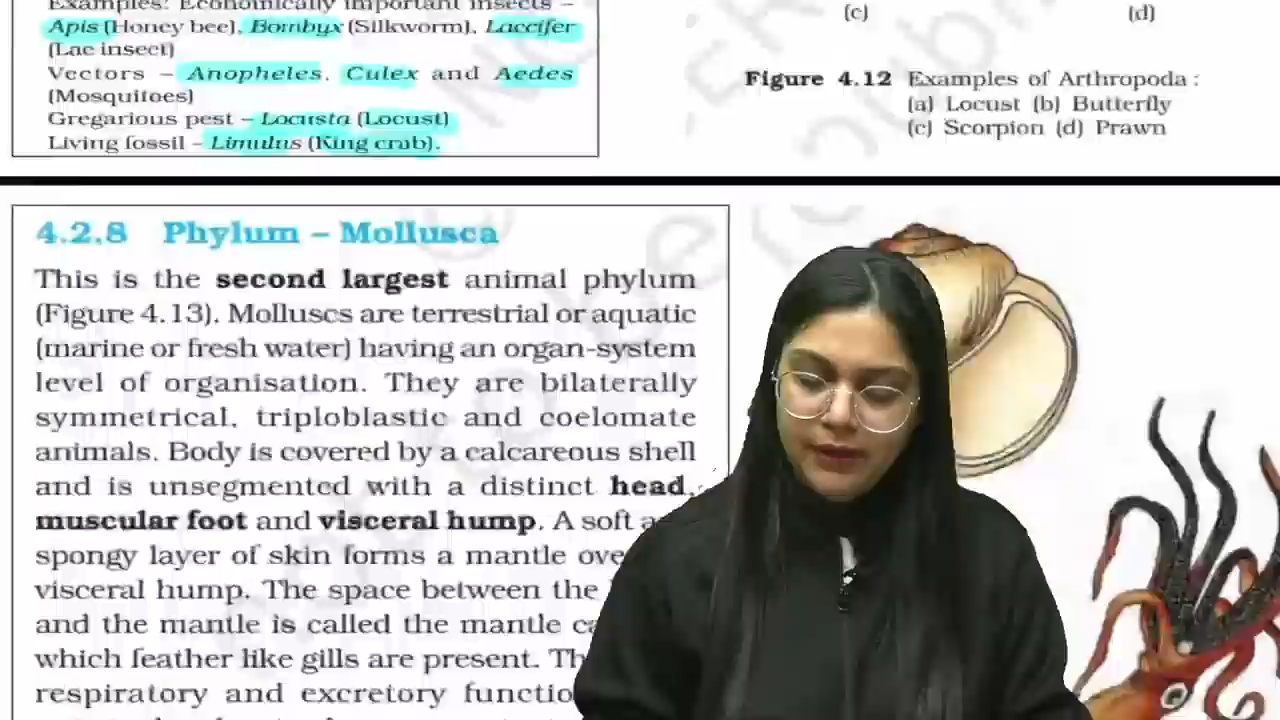 Examples: Economically important insects –
Apis (Honey bee), Bombyx (Silkworm), Laccifer
(Lac insect)
Vectors – Anopheles, Culex and Aedes
(Mosquitoes)
Gregarious pest – Locusta (Locust)
Living fossil – Limulus (King crab).
(c) (d)
Figure 4.12 Examples of Arthropoda :
(a) Locust (b) Butterfly
(c) Scorpion (d) Prawn
4.2.8 Phylum – Mollusca
This is the second largest animal phylum
(Figure 4.13). Molluscs are terrestrial or aquatic
(marine or fresh water) having an organ-system
level of organisation. They are bilaterally
symmetrical, triploblastic and coelomate
animals. Body is covered by a calcareous shell
and is unsegmented with a distinct head,
muscular foot and visceral hump. A soft
spongy layer of skin forms a mantle
visceral hump. The space between the
and the mantle is called the mantle
which feather like gills are present.
respiratory and excretory